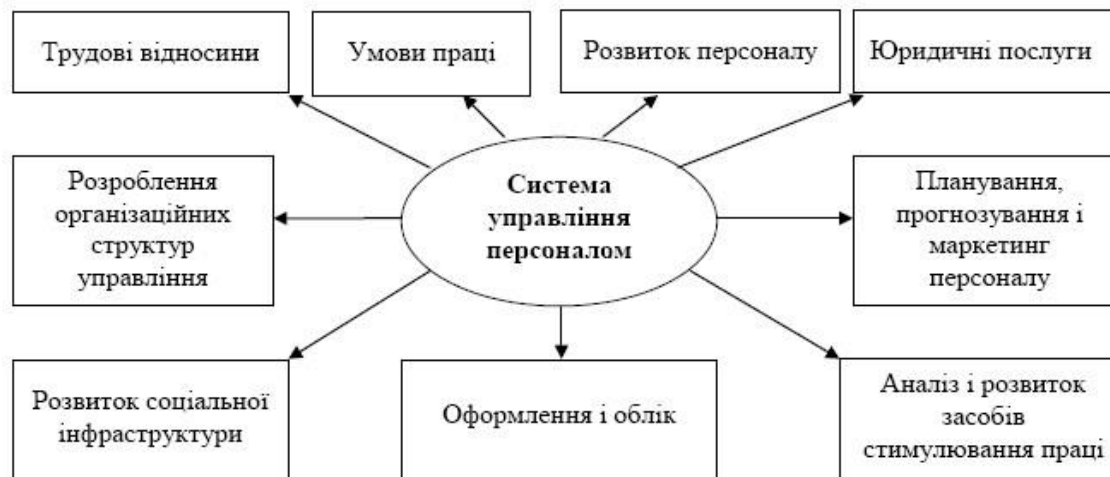 Трудові відносини
Умови праці
Розвиток персоналу
Юридичні послуги
Розроблення
організаційних
структур
управління
Система
управління
персоналом
Планування,
прогнозування і
маркетинг
персоналу
Розвиток соціальної
інфраструктури
Оформлення і облік
Аналіз і розвиток
засобів
стимулювання праці